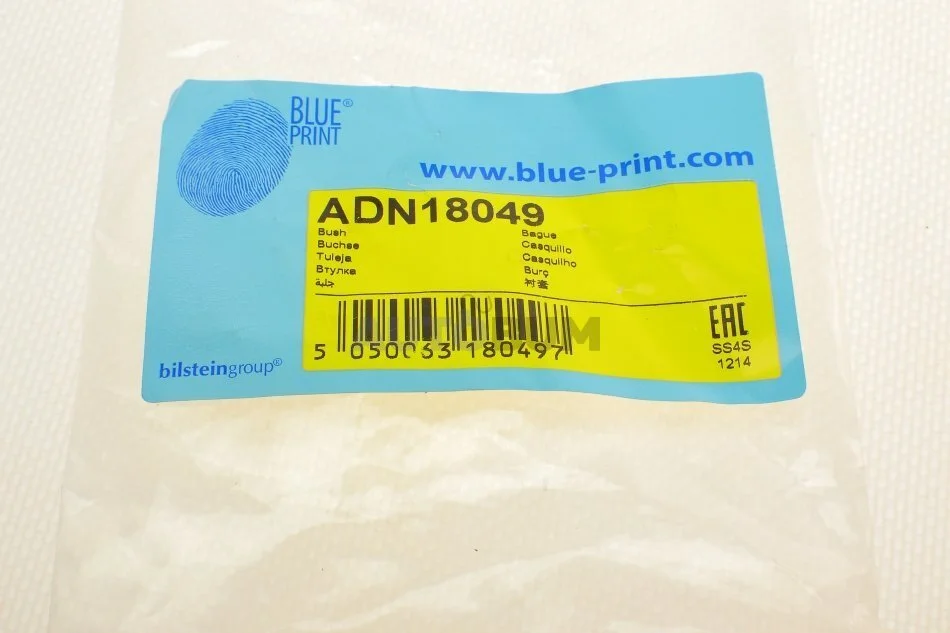 BLUE®
PRINT
www.blue-print.com
ADN18049
Bush
Buchse
Tuleja
Втулка
جلبة
Bague
Casquillo
Casquilho
Burç
衬套
5 050063 180497
EAC
SS4S
1214
bilsteingroup®